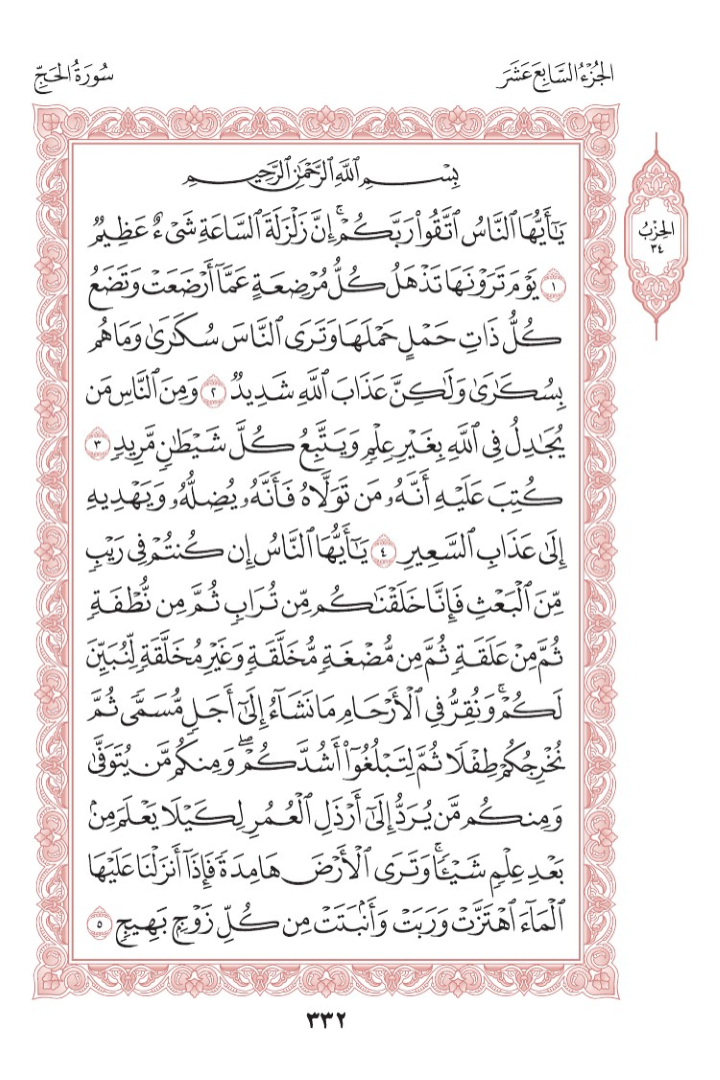 الجُزْءُ السَّابِعَ عَشَرَ
سُورَةُ الحَجِّ
بِسْمِ ٱللَّهِ ٱلرَّحْمَٰنِ ٱلرَّحِيمِ
يَٰٓأَيُّهَا ٱلنَّاسُ ٱتَّقُوا۟ رَبَّكُمْ ۚ إِنَّ زَلْزَلَةَ ٱلسَّاعَةِ شَىْءٌ عَظِيمٌ
١ يَوْمَ تَرَوْنَهَا تَذْهَلُ كُلُّ مُرْضِعَةٍ عَمَّآ أَرْضَعَتْ وَتَضَعُ
كُلُّ ذَاتِ حَمْلٍ حَمْلَهَا وَتَرَى ٱلنَّاسَ سُكَٰرَىٰ وَمَا هُم
بِسُكَٰرَىٰ وَلَٰكِنَّ عَذَابَ ٱللَّهِ شَدِيدٌ ٢ وَمِنَ ٱلنَّاسِ مَن
يُجَٰدِلُ فِى ٱللَّهِ بِغَيْرِ عِلْمٍ وَيَتَّبِعُ كُلَّ شَيْطَٰنٍ مَّرِيدٍ ٣
كُتِبَ عَلَيْهِ أَنَّهُۥ مَن تَوَلَّاهُ فَأَنَّهُۥ يُضِلُّهُۥ وَيَهْدِيهِ
إِلَىٰ عَذَابِ ٱلسَّعِيرِ ٤ يَٰٓأَيُّهَا ٱلنَّاسُ إِن كُنتُمْ فِى رَيْبٍ
مِّنَ ٱلْبَعْثِ فَإِنَّا خَلَقْنَٰكُم مِّن تُرَابٍ ثُمَّ مِن نُّطْفَةٍ
ثُمَّ مِنْ عَلَقَةٍ ثُمَّ مِن مُّضْغَةٍ مُّخَلَّقَةٍ وَغَيْرِ مُخَلَّقَةٍ لِّنُبَيِّنَ
لَكُمْ ۚ وَنُقِرُّ فِى ٱلْأَرْحَامِ مَا نَشَآءُ إِلَىٰٓ أَجَلٍ مُّسَمًّى ثُمَّ
نُخْرِجُكُمْ طِفْلًا ثُمَّ لِتَبْلُغُوٓا۟ أَشُدَّكُمْ ۖ وَمِنكُم مَّن يُتَوَفَّىٰ
وَمِنكُم مَّن يُرَدُّ إِلَىٰٓ أَرْذَلِ ٱلْعُمُرِ لِكَيْلَا يَعْلَمَ مِنۢ
بَعْدِ عِلْمٍ شَيْـًٔا ۚ وَتَرَى ٱلْأَرْضَ هَامِدَةً فَإِذَآ أَنزَلْنَا عَلَيْهَا
ٱلْمَآءَ ٱهْتَزَّتْ وَرَبَتْ وَأَنۢبَتَتْ مِن كُلِّ زَوْجٍۭ بَهِيجٍ ٥
الحِزْبُ
٣٤
٣٣٢